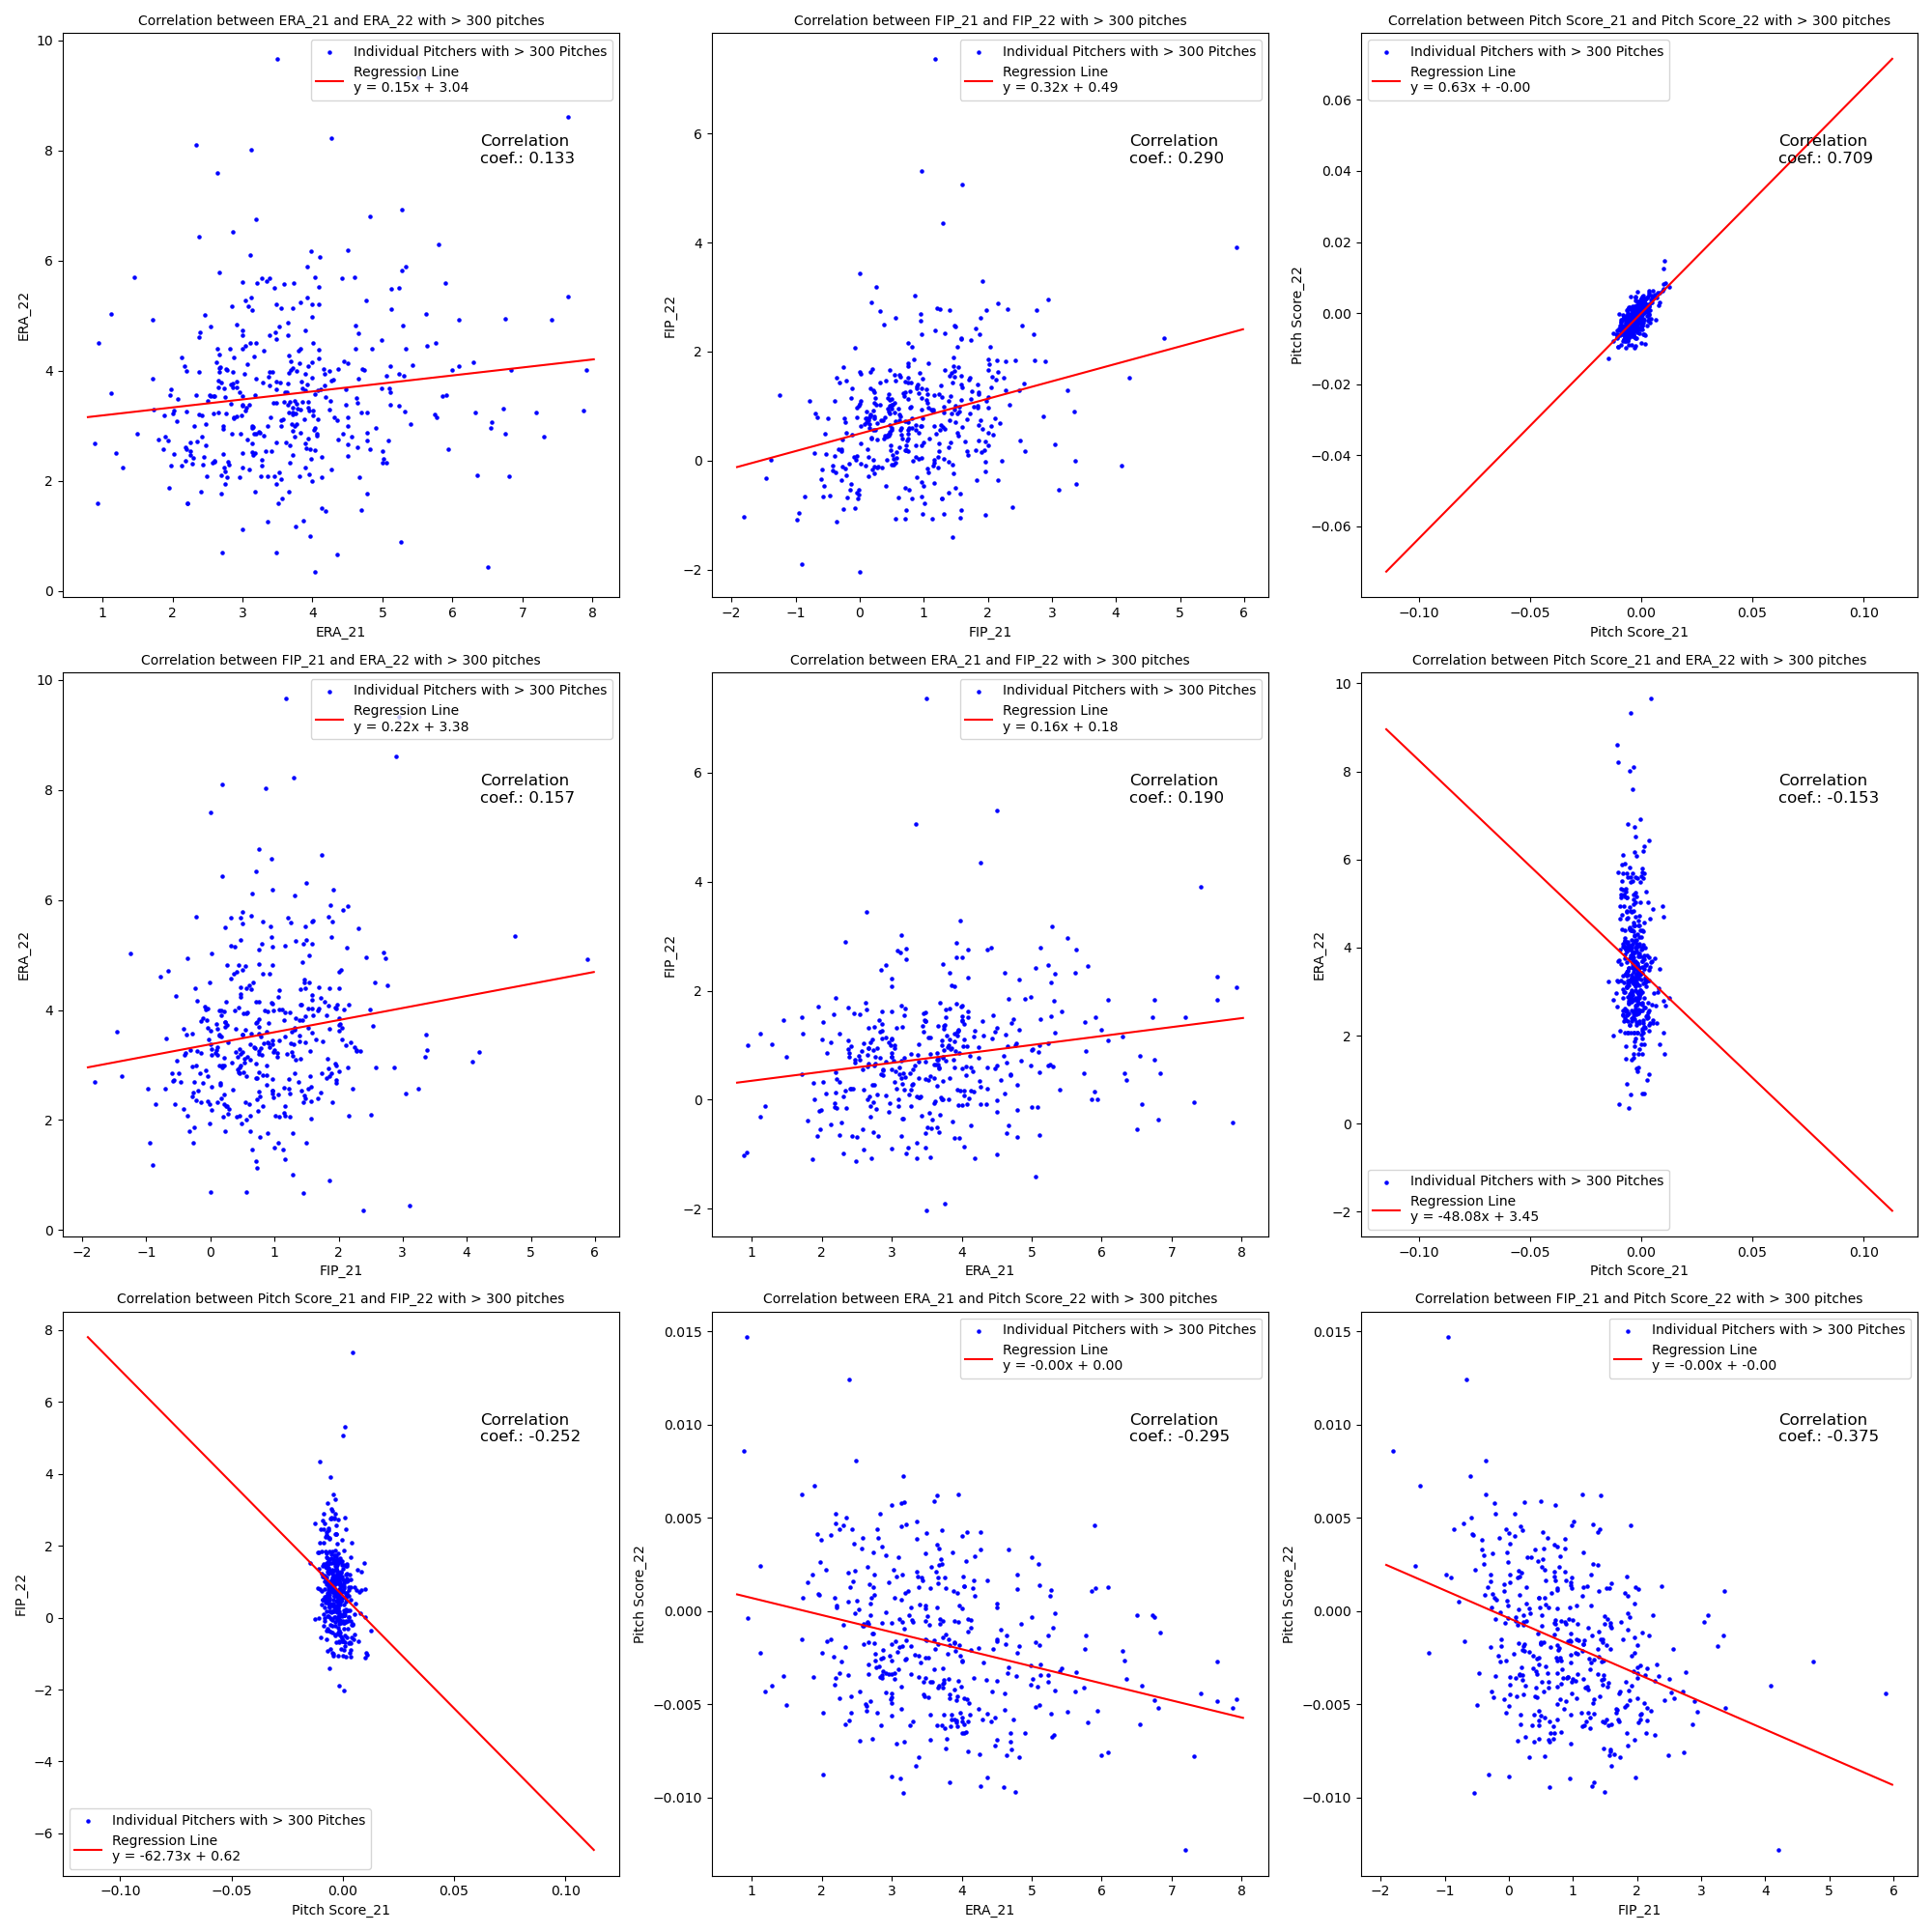 Correlation between ERA_21 and ERA_22 with > 300 pitches
Individual Pitchers with > 300 Pitches
Regression Line
y = 0.15x + 3.04
Correlation
coef.: 0.133
10
8
6
4
2
0
ERA_22
1 2 3 4 5 6 7 8
ERA_21
Correlation between FIP_21 and FIP_22 with > 300 pitches
Individual Pitchers with > 300 Pitches
Regression Line
y = 0.32x + 0.49
Correlation
coef.: 0.290
6
4
2
0
−2
FIP_22
−2 −1 0 1 2 3 4 5 6
FIP_21
Correlation between Pitch Score_21 and Pitch Score_22 with > 300 pitches
Individual Pitchers with > 300 Pitches
Regression Line
y = 0.63x + -0.00
Correlation
coef.: 0.709
0.06
0.04
0.02
0.00
−0.02
−0.04
−0.06
Pitch Score_22
−0.10 −0.05 0.00 0.05 0.10
Pitch Score_21
Correlation between FIP_21 and ERA_22 with > 300 pitches
Individual Pitchers with > 300 Pitches
Regression Line
y = 0.22x + 3.38
Correlation
coef.: 0.157
10
8
6
4
2
0
ERA_22
−2 −1 0 1 2 3 4 5 6
FIP_21
Correlation between ERA_21 and FIP_22 with > 300 pitches
Individual Pitchers with > 300 Pitches
Regression Line
y = 0.16x + 0.18
Correlation
coef.: 0.190
6
4
2
0
−2
FIP_22
1 2 3 4 5 6 7 8
ERA_21
Correlation between Pitch Score_21 and ERA_22 with > 300 pitches
Correlation
coef.: -0.153
Individual Pitchers with > 300 Pitches
Regression Line
y = -48.08x + 3.45
10
8
6
4
2
0
−2
ERA_22
−0.10 −0.05 0.00 0.05 0.10
Pitch Score_21
Correlation between Pitch Score_21 and FIP_22 with > 300 pitches
Correlation
coef.: -0.252
Individual Pitchers with > 300 Pitches
Regression Line
y = -62.73x + 0.62
8
6
4
2
0
−2
−4
−6
FIP_22
−0.10 −0.05 0.00 0.05 0.10
Pitch Score_21
Correlation between ERA_21 and Pitch Score_22 with > 300 pitches
Individual Pitchers with > 300 Pitches
Regression Line
y = -0.00x + 0.00
Correlation
coef.: -0.295
0.015
0.010
0.005
0.000
−0.005
−0.010
Pitch Score_22
1 2 3 4 5 6 7 8
ERA_21
Correlation between FIP_21 and Pitch Score_22 with > 300 pitches
Individual Pitchers with > 300 Pitches
Regression Line
y = -0.00x + -0.00
Correlation
coef.: -0.375
0.015
0.010
0.005
0.000
−0.005
−0.010
Pitch Score_22
−2 −1 0 1 2 3 4 5 6
FIP_21